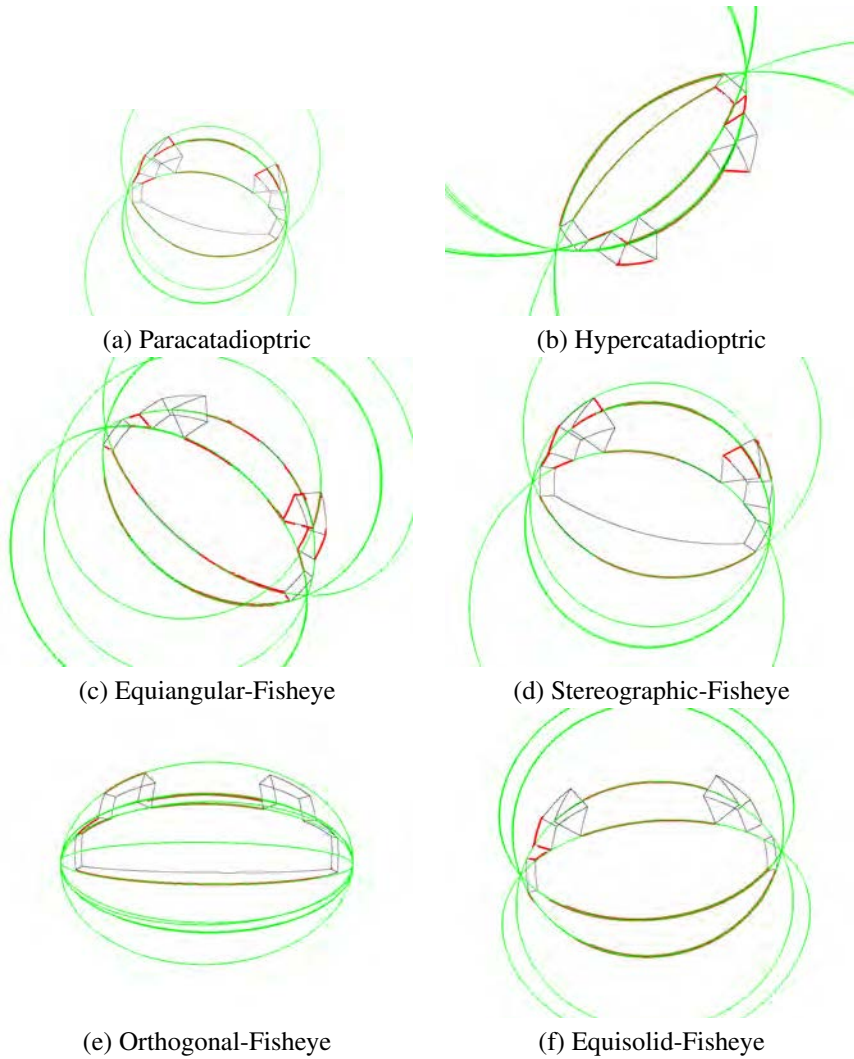 (a) Paracatadioptric
(b) Hypercatadioptric
(c) Equiangular-Fisheye
(d) Stereographic-Fisheye
(e) Orthogonal-Fisheye
(f) Equisolid-Fisheye